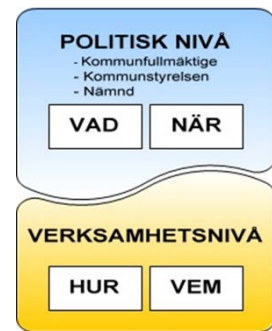 POLITISK NIVÅ
- Kommunfullmäktige
- Kommunstyrelsen
- Nämnd
VAD NÄR
VERKSAMHETSNIVÅ
HUR VEM